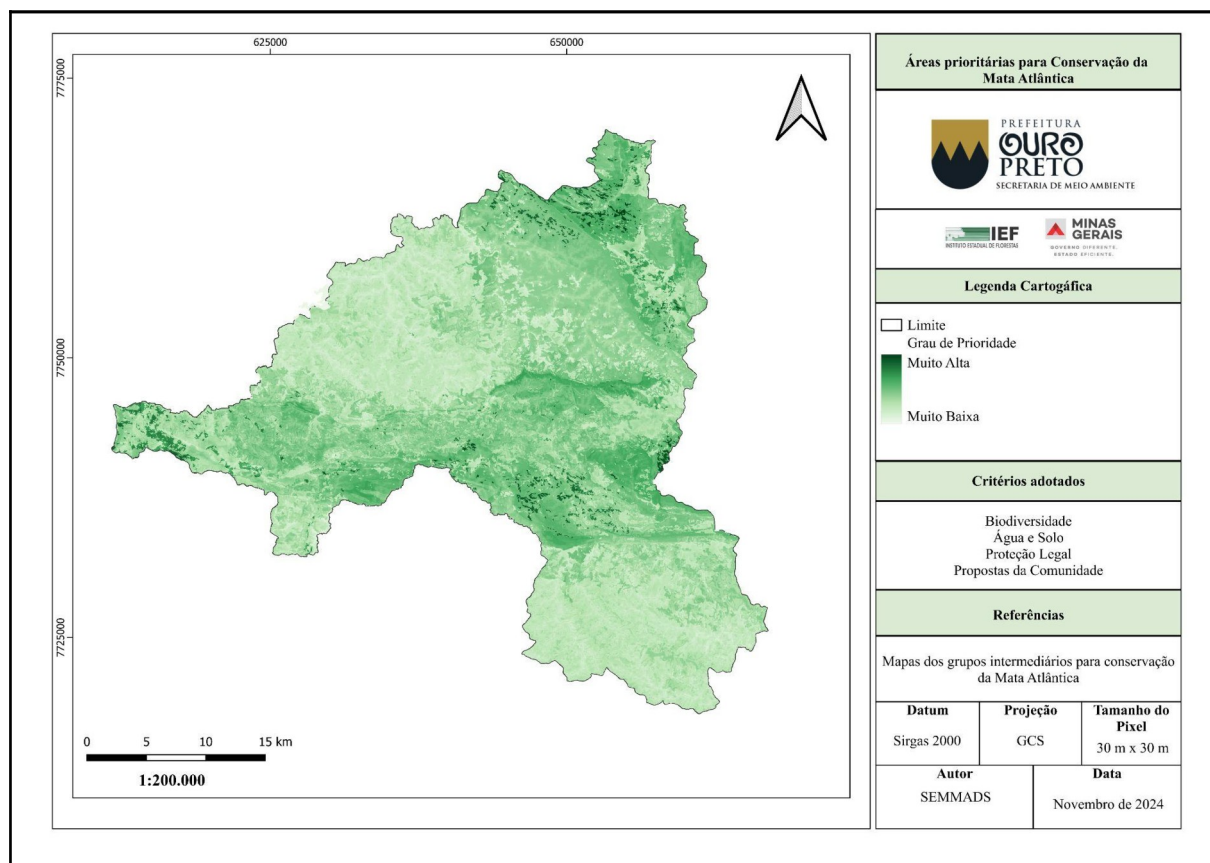 625000
650000
7775000
7750000
7725000
0 5 10 15 km
1:200.000
Áreas prioritárias para Conservação da
Mata Atlântica
PREFEITURA
OURO
PRETO
SECRETARIA DE MEIO AMBIENTE
IEF
INSTITUTO ESTADUAL DE FLORESTAS
MINAS
GERAIS
GOVERNO DIFERENTE.
ESTADO EFICIENTE.
Legenda Cartogáfica
Limite
Grau de Prioridade
Muito Alta
Muito Baixa
Critérios adotados
Biodiversidade
Água e Solo
Proteção Legal
Propostas da Comunidade
Referências
Mapas dos grupos intermediários para conservação
da Mata Atlântica
Datum
Sirgas 2000
Projeção
GCS
Tamanho do
Pixel
30 m x 30 m
Autor
SEMMADS
Data
Novembro de 2024